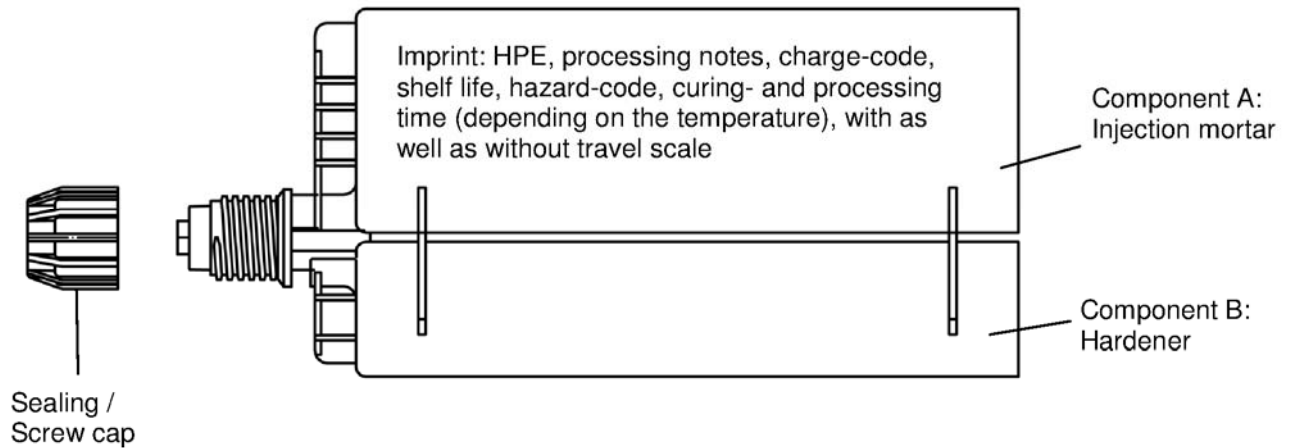 Imprint: HPE, processing notes, charge-code,
shelf life, hazard-code, curing- and processing
time (depending on the temperature), with as
well as without travel scale
Component A:
Injection mortar
Component B:
Hardener
Sealing /
Screw cap